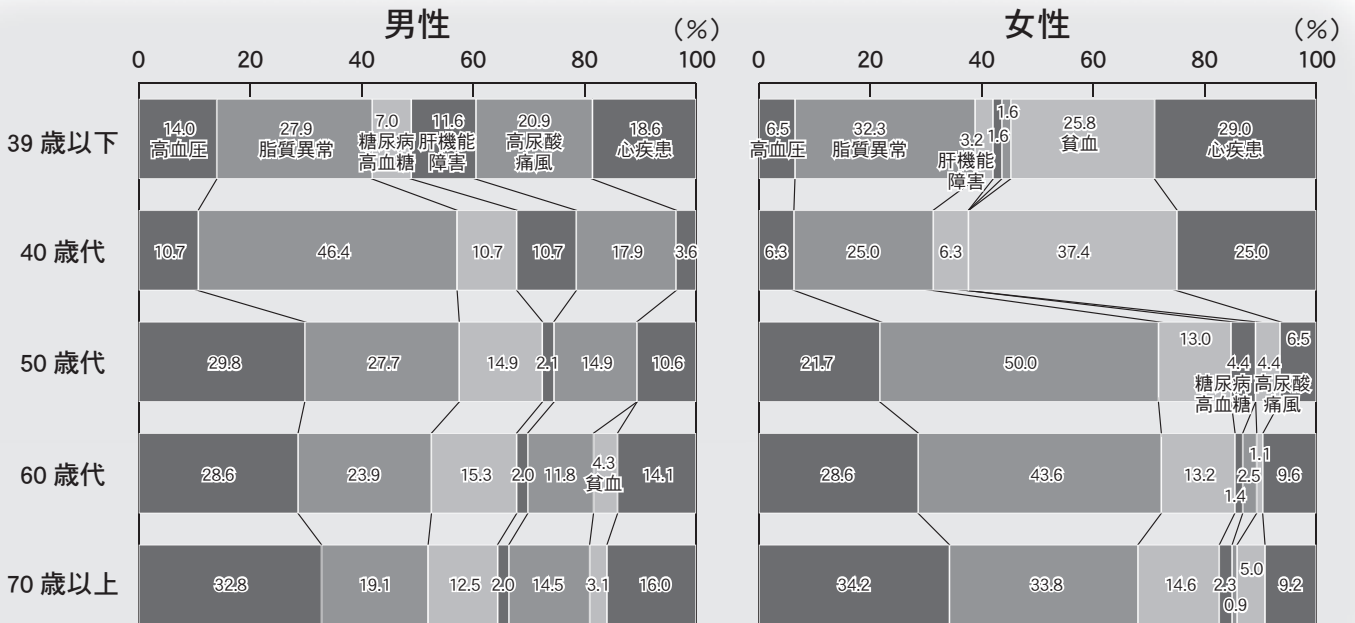 男性 (%)
0 20 40 60 80 100
39 歳以下
14.0
高血圧
27.9
脂質異常
7.0
糖尿病
高血糖
11.6
肝機能
障害
20.9
高尿酸
痛風
18.6
心疾患
40 歳代
10.7 46.4 10.7 10.7 17.9 3.6
50 歳代
29.8 27.7 14.9 2.1 14.9 10.6
60 歳代
28.6 23.9 15.3 2.0 11.8
4.3
貧血
14.1
70 歳以上
32.8 19.1 12.5 2.0 14.5 3.1 16.0
女性 (%)
0 20 40 60 80 100
6.5
高血圧
32.3
脂質異常
3.2
肝機能
障害
1.6
1.6
25.8
貧血
29.0
心疾患
6.3 25.0 6.3 37.4 25.0
21.7 50.0 13.0
4.4
糖尿病
高血糖
4.4
高尿酸
痛風
6.5
28.6 43.6 13.2 1.4 2.5 1.1 9.6
34.2 33.8 14.6 2.3 0.9 5.0 9.2